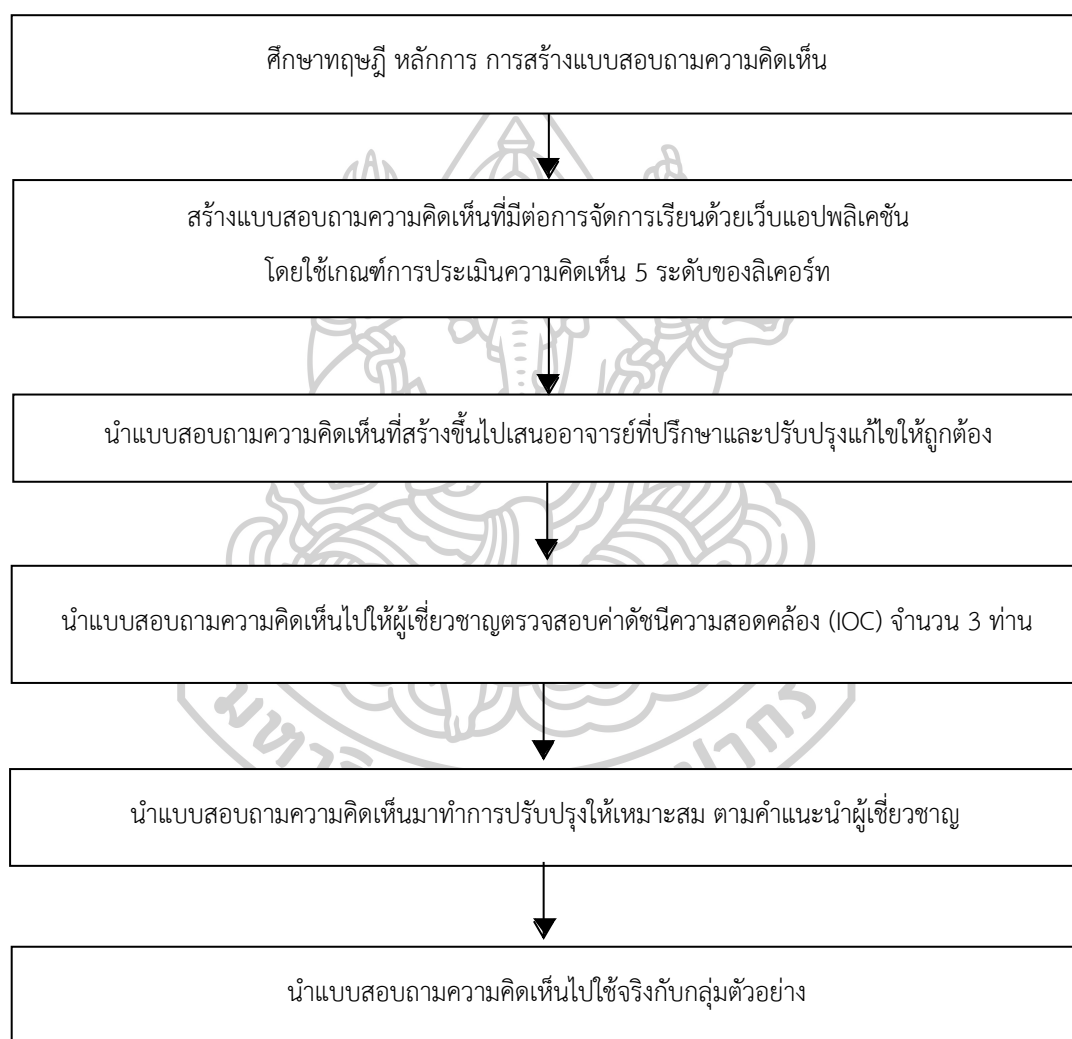 ศึกษาทฤษฎี หลักการ การสร้างแบบสอบถามความคิดเห็น
สร้างแบบสอบถามความคิดเห็นที่มีต่อการจัดการเรียนด้วยเว็บแอปพลิเคชัน
โดยใช้เกณฑ์การประเมินความคิดเห็น 5 ระดับของลิเคอร์ท
นำแบบสอบถามความคิดเห็นที่สร้างขึ้นไปเสนออาจารย์ที่ปรึกษาและปรับปรุงแก้ไขให้ถูกต้อง
นำแบบสอบถามความคิดเห็นไปให้ผู้เชี่ยวชาญตรวจสอบค่าดัชนีความสอดคล้อง (IOC) จำนวน 3 ท่าน
นำแบบสอบถามความคิดเห็นมาทำการปรับปรุงให้เหมาะสม ตามคำแนะนำผู้เชี่ยวชาญ
นำแบบสอบถามความคิดเห็นไปใช้จริงกับกลุ่มตัวอย่าง